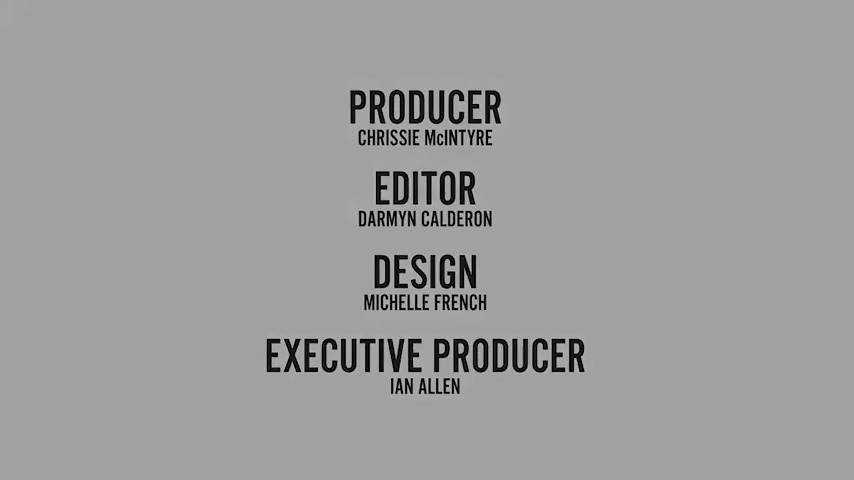 PRODUCER
CHRISSIE McINTYRE
EDITOR
DARMYN CALDERON
DESIGN
MICHELLE FRENCH
EXECUTIVE PRODUCER
IAN ALLEN